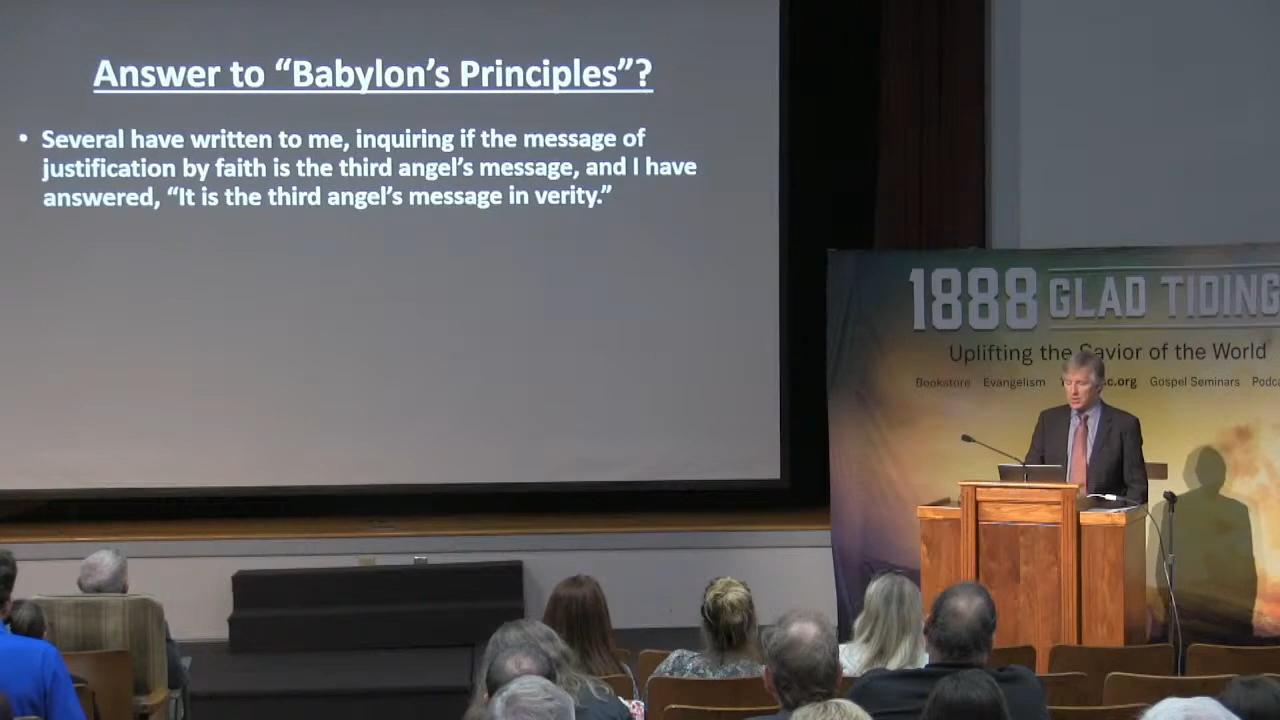 Answer to “Babylon’s Principles”?
• Several have written to me, inquiring if the message of
justification by faith is the third angel’s message, and I have
answered, “It is the third angel’s message in verity.”
1888 GLAD TIDING
Uplifting the Savior of the World
Bookstore Evangelism c.org Gospel Seminars Podca